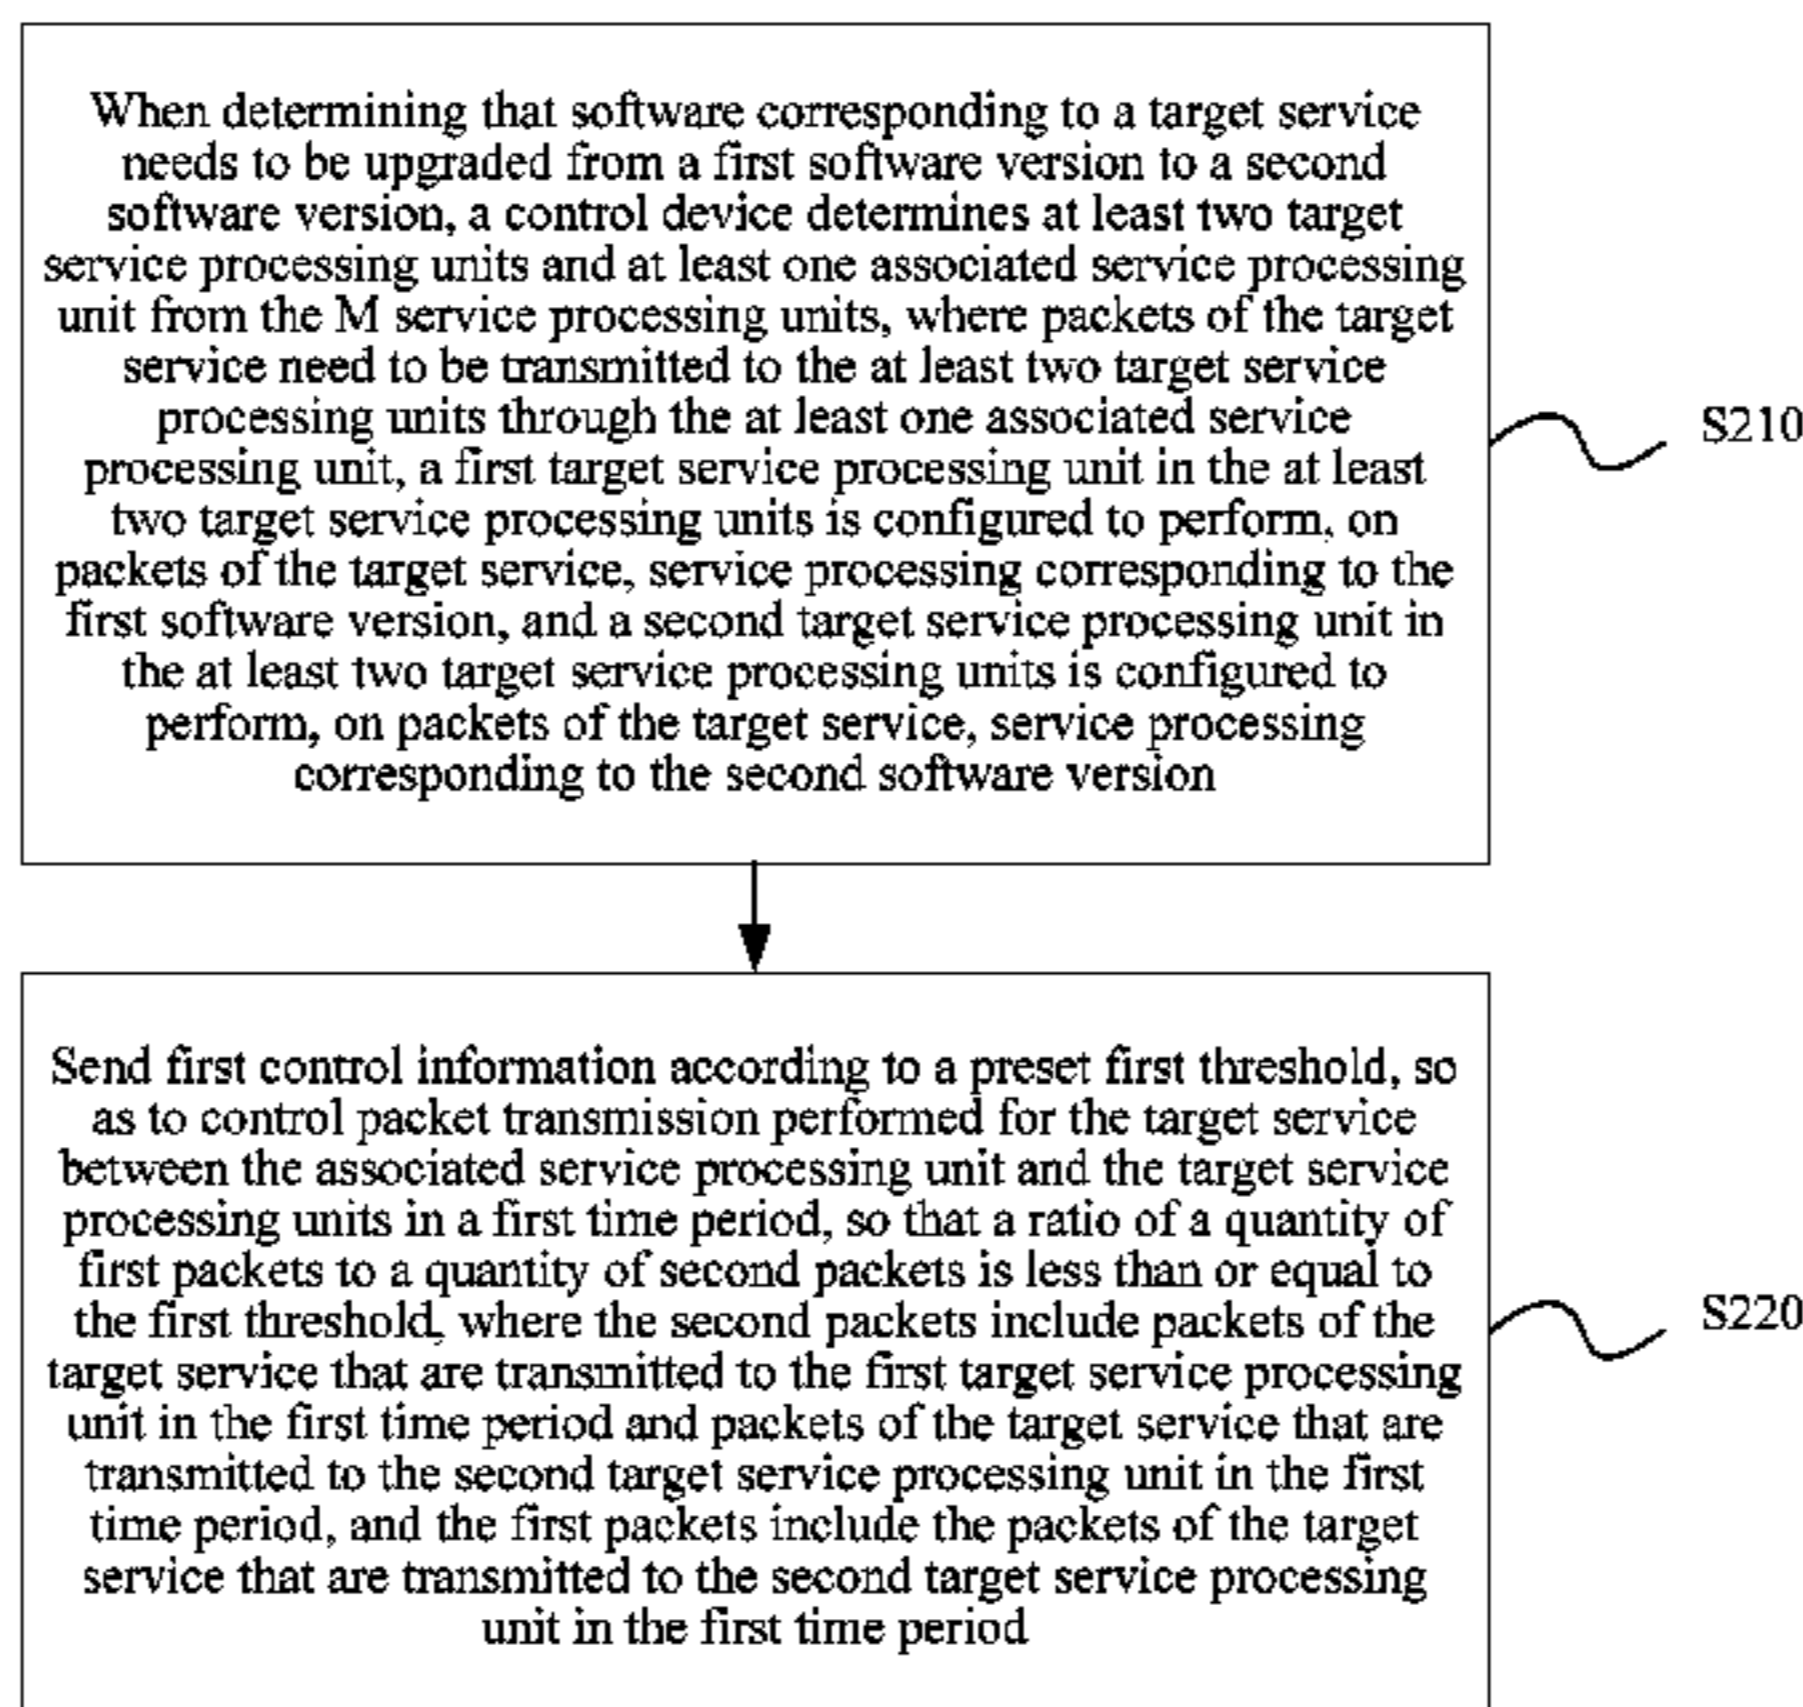 When determining that software corresponding to a target service
needs to be upgraded from a first software version to a second
software version, a control device determines at least two target
service processing units and at least one associated service processing
unit from the M service processing units, where packets of the target
service need to be transmitted to the at least two target service
processing units through the at least one associated service
processing unit, a first target service processing unit in the at least
two target service processing units is configured to perform, on
packets of the target service, service processing corresponding to the
first software version, and a second target service processing unit in
the at least two target service processing units is configured to
perform, on packets of the target service, service processing
corresponding to the second software version
S210
Send first control information according to a preset first threshold, so
as to control packet transmission performed for the target service
between the associated service processing unit and the target service
processing units in a first time period, so that a ratio of a quantity of
first packets to a quantity of second packets is less than or equal to
the first threshold, where the second packets include packets of the
target service that are transmitted to the first target service processing
unit in the first time period and packets of the target service that are
transmitted to the second target service processing unit in the first
time period, and the first packets include the packets of the target
service that are transmitted to the second target service processing
unit in the first time period
S220